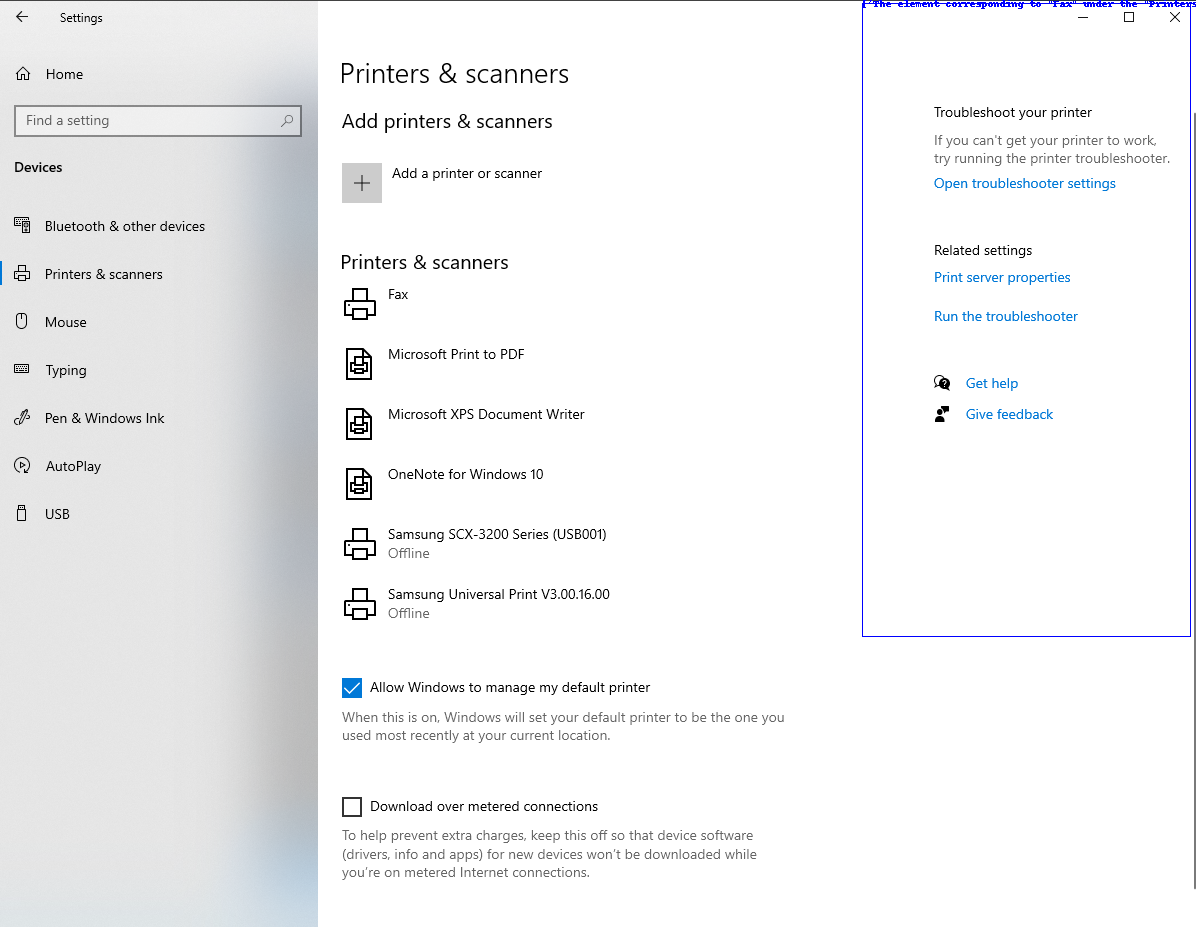 Settings
["The element corresponding to "Fax" under the "Printers
Home
Find a setting
Devices
Bluetooth & other devices
Printers & scanners
Mouse
Typing
Pen & Windows Ink
AutoPlay
USB
Printers & scanners
Add printers & scanners
Add a printer or scanner
Printers & scanners
Fax
Microsoft Print to PDF
Microsoft XPS Document Writer
OneNote for Windows 10
Samsung SCX-3200 Series (USB001)
Offline
Samsung Universal Print V3.00.16.00
Offline
Allow Windows to manage my default printer
When this is on, Windows will set your default printer to be the one you
used most recently at your current location.
Download over metered connections
To help prevent extra charges, keep this off so that device software
(drivers, info and apps) for new devices won't be downloaded while
you're on metered Internet connections.
Troubleshoot your printer
If you can't get your printer to work,
try running the printer troubleshooter.
Open troubleshooter settings
Related settings
Print server properties
Run the troubleshooter
Get help
Give feedback